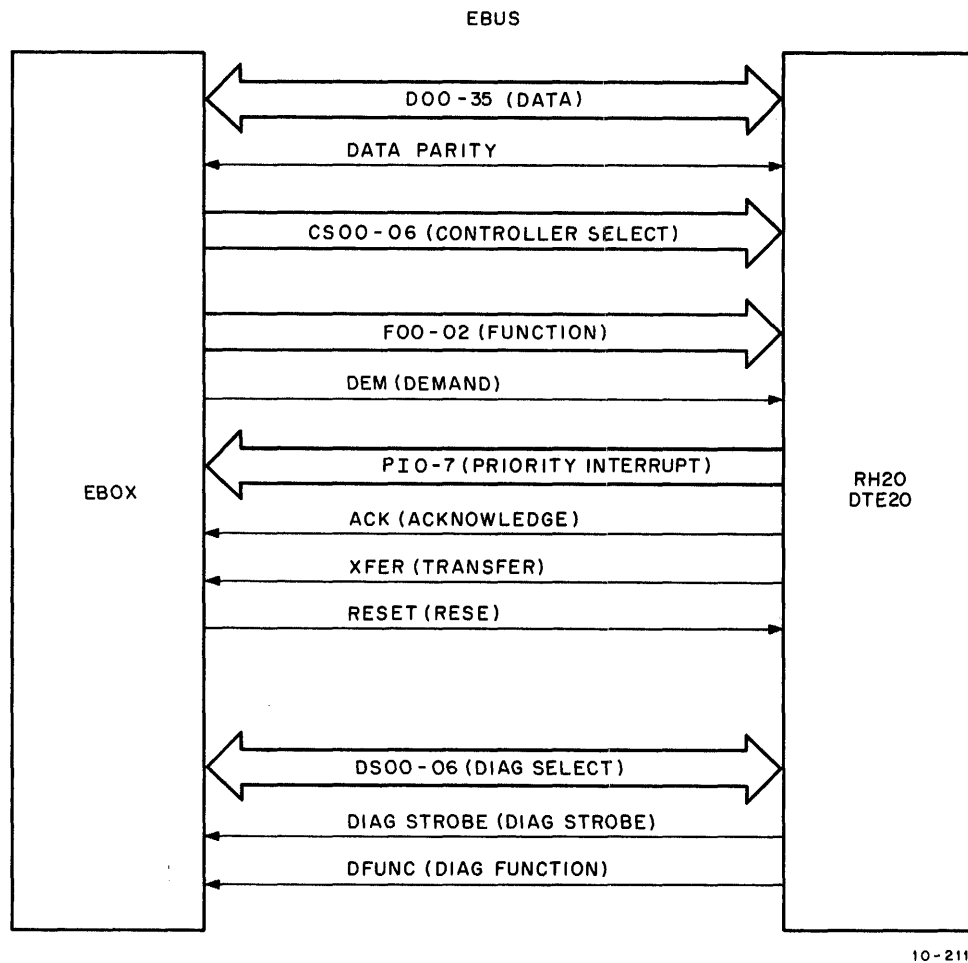 EBUS
D00-35 (DATA)
DATA PARITY
CS00-06 (CONTROLLER SELECT)
F00-02 (FUNCTION)
DEM (DEMAND)
PI0-7 (PRIORITY INTERRUPT)
EBOX
RH20
DTE20
ACK (ACKNOWLEDGE)
XFER (TRANSFER)
RESET (RESE)
DS00-06 (DIAG SELECT)
DIAG STROBE (DIAG STROBE)
DFUNC (DIAG FUNCTION)
10-211